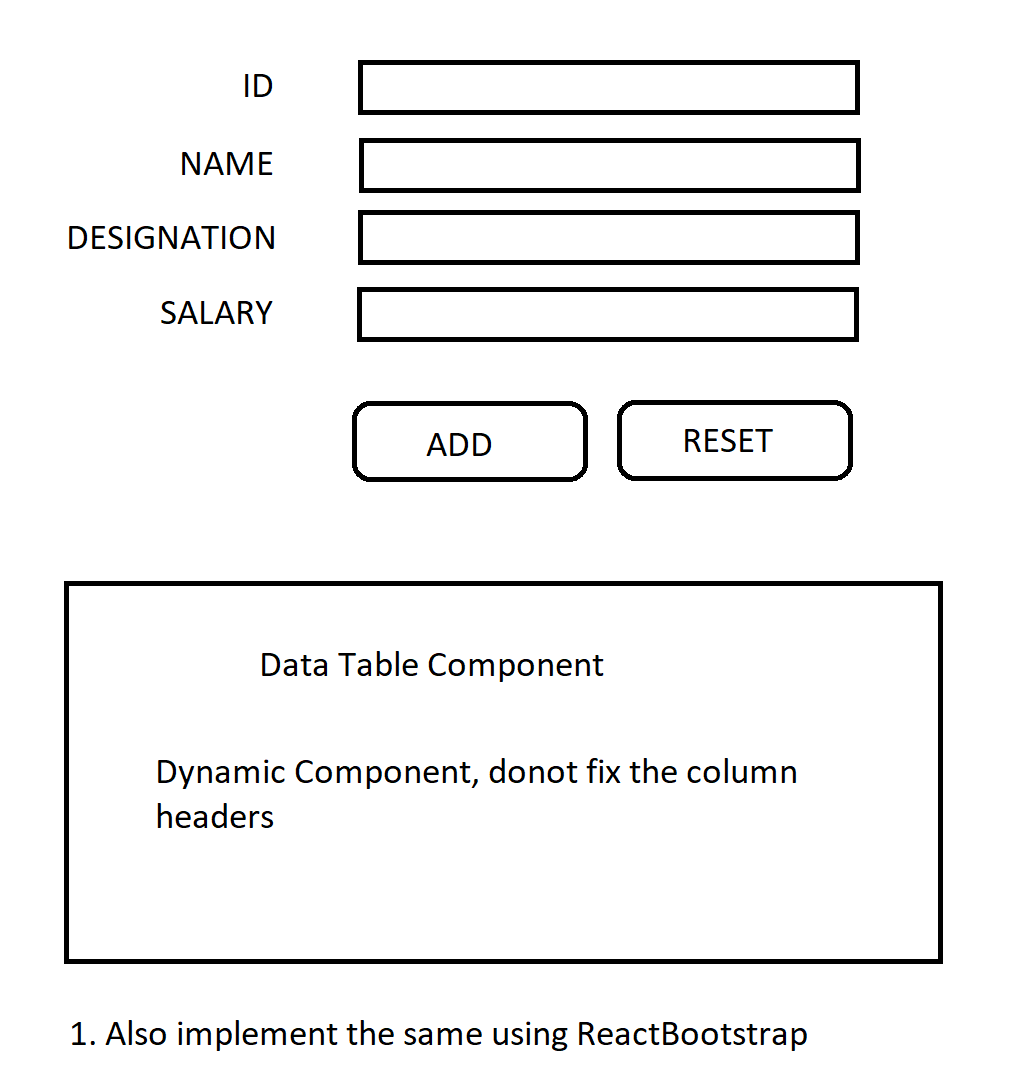 ID
NAME
DESIGNATION
SALARY
ADD RESET
Data Table Component
Dynamic Component, donot fix the column
headers
1. Also implement the same using ReactBootstrap